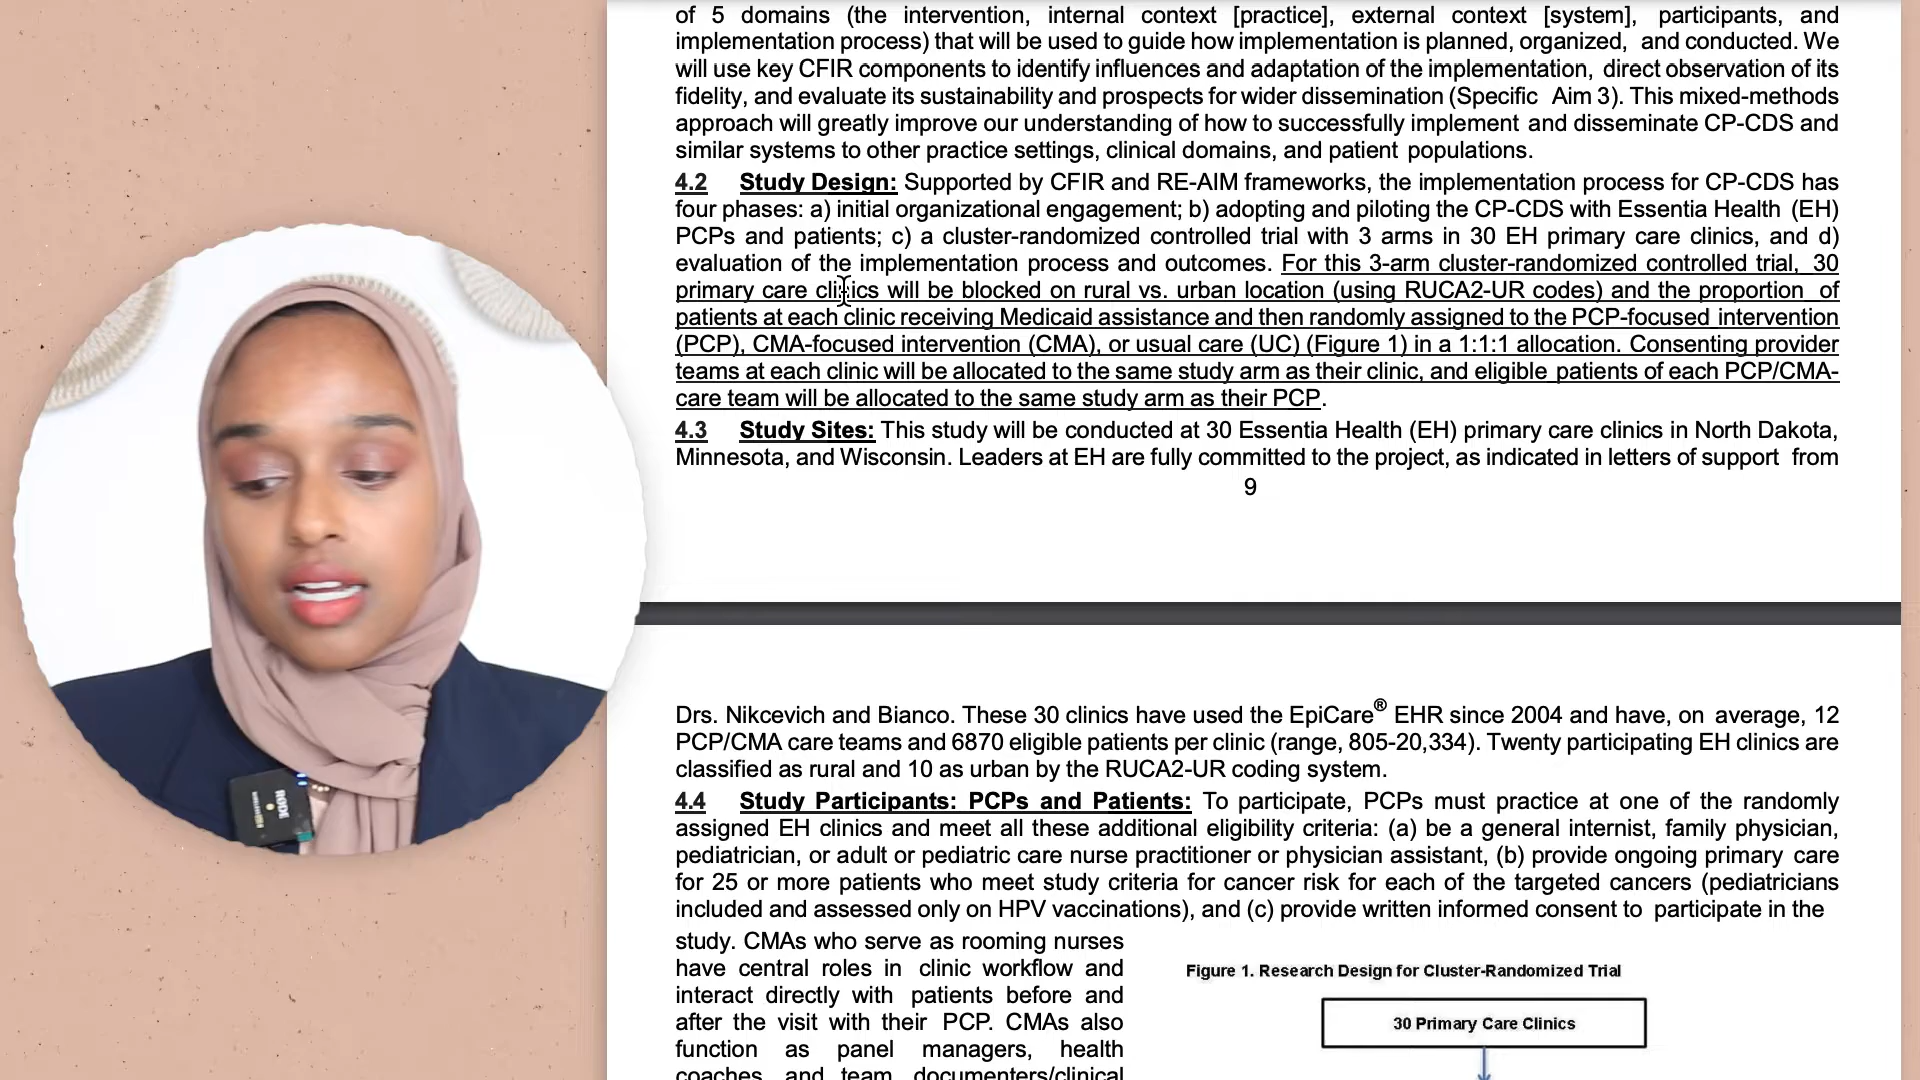 of 5 domains (the intervention, internal context [practice], external context [system], participants, and
implementation process) that will be used to guide how implementation is planned, organized, and conducted. We
will use key CFIR components to identify influences and adaptation of the implementation, direct observation of its
fidelity, and evaluate its sustainability and prospects for wider dissemination (Specific Aim 3). This mixed-methods
approach will greatly improve our understanding of how to successfully implement and disseminate CP-CDS and
similar systems to other practice settings, clinical domains, and patient populations.
4.2 Study Design: Supported by CFIR and RE-AIM frameworks, the implementation process for CP-CDS has
four phases: a) initial organizational engagement; b) adopting and piloting the CP-CDS with Essentia Health (EH)
PCPs and patients; c) a cluster-randomized controlled trial with 3 arms in 30 EH primary care clinics, and d)
evaluation of the implementation process and outcomes. For this 3-arm cluster-randomized controlled trial, 30
primary care clinics will be blocked on rural vs. urban location (using RUCA2-UR codes) and the proportion of
patients at each clinic receiving Medicaid assistance and then randomly assigned to the PCP-focused intervention
(PCP), CMA-focused intervention (CMA), or usual care (UC) (Figure 1) in a 1:1:1 allocation. Consenting provider
teams at each clinic will be allocated to the same study arm as their clinic, and eligible patients of each PCP/CMA-
care team will be allocated to the same study arm as their PCP.
4.3 Study Sites: This study will be conducted at 30 Essentia Health (EH) primary care clinics in North Dakota,
Minnesota, and Wisconsin. Leaders at EH are fully committed to the project, as indicated in letters of support from
9
Drs. Nikcevich and Bianco. These 30 clinics have used the EpiCare® EHR since 2004 and have, on average, 12
PCP/CMA care teams and 6870 eligible patients per clinic (range, 805-20,334). Twenty participating EH clinics are
classified as rural and 10 as urban by the RUCA2-UR coding system.
4.4 Study Participants: PCPs and Patients: To participate, PCPs must practice at one of the randomly
assigned EH clinics and meet all these additional eligibility criteria: (a) be a general internist, family physician,
pediatrician, or adult or pediatric care nurse practitioner or physician assistant, (b) provide ongoing primary care
for 25 or more patients who meet study criteria for cancer risk for each of the targeted cancers (pediatricians
included and assessed only on HPV vaccinations), and (c) provide written informed consent to participate in the
study. CMAs who serve as rooming nurses
have central roles in clinic workflow and
interact directly with patients before and
after the visit with their PCP. CMAs also
function as panel managers, health
coaches, and team documenters/clinical
Figure 1. Research Design for Cluster-Randomized Trial
30 Primary Care Clinics
RØDE